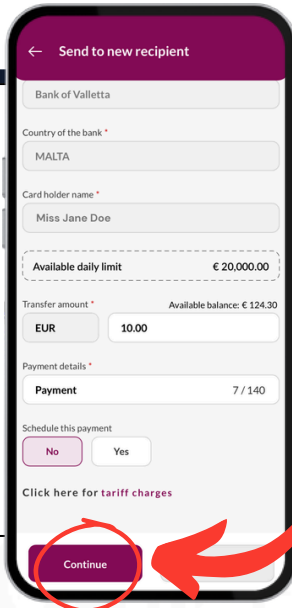 ← Send to new recipient
Bank of Valletta
Country of the bank *
MALTA
Card holder name *
Miss Jane Doe
Available daily limit € 20,000.00
Transfer amount * Available balance: € 124.30
EUR 10.00
Payment details *
Payment 7 / 140
Schedule this payment
No Yes
Click here for tariff charges
Continue